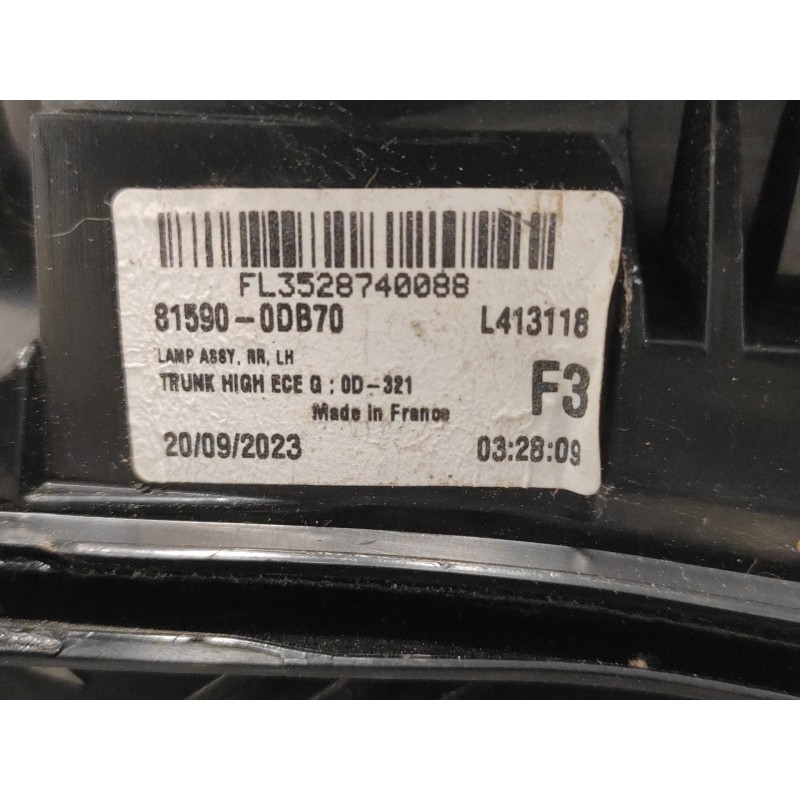 FL3528740088
81590-0DB70 L413118
LAMP ASSY, RR, LH
TRUNK HIGH ECE G : 0D-321 F3
Made in France
20/09/2023 03:28:09